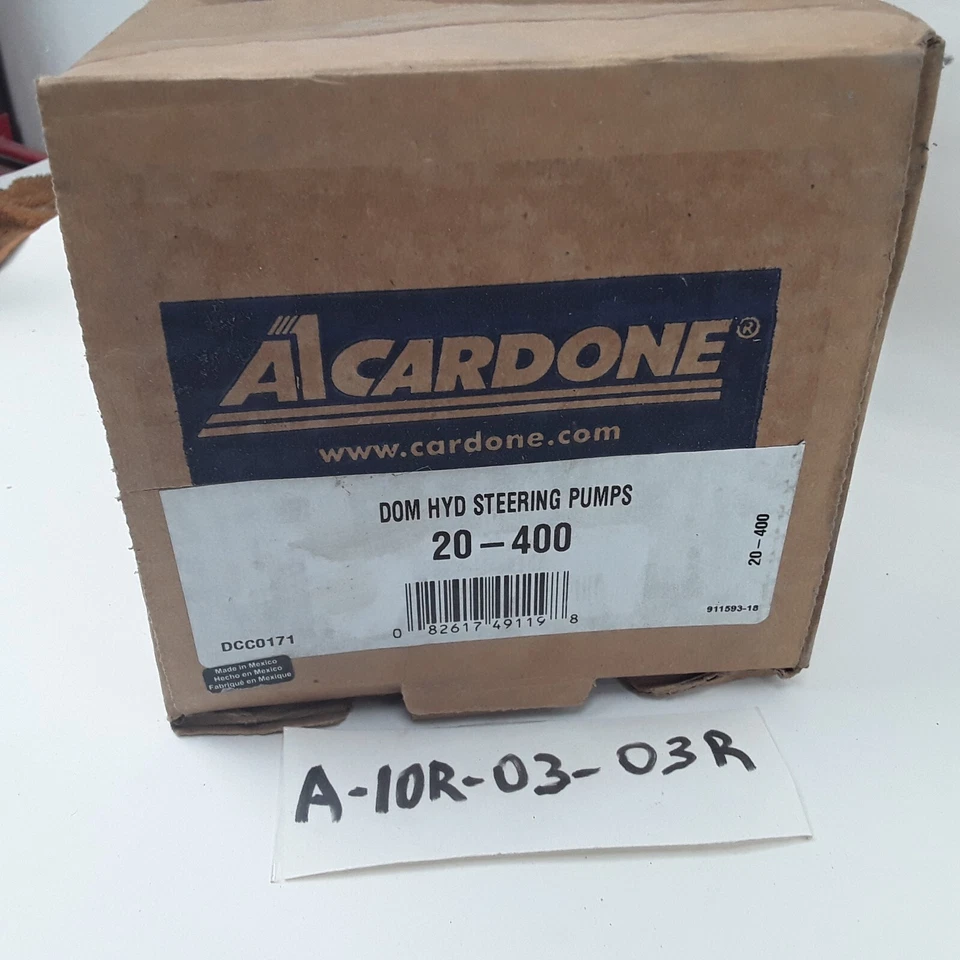 A1CARDONE®
www.cardone.com
DOM HYD STEERING PUMPS
20-400
20-400
0 82617 49119 8
911593-18
DCC0171
Made in Mexico
Hecho en Mexico
Fabriqué en Mexique
A-10R-03-03R